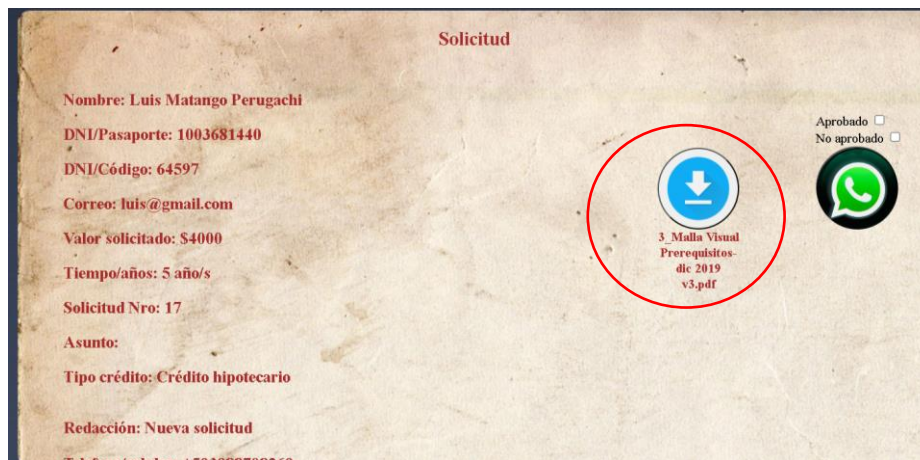 Solicitud
Nombre: Luis Matango Perugachi
DNI/Pasaporte: 1003681440
DNI/Código: 64597
Correo: luis@gmail.com
Valor solicitado: $4000
Tiempo/años: 5 año/s
Solicitud Nro: 17
Asunto:
Tipo crédito: Crédito hipotecario
Redacción: Nueva solicitud
3_Malla Visual
Prerequisitos-
dic 2019
v3.pdf
Aprobado
No aprobado